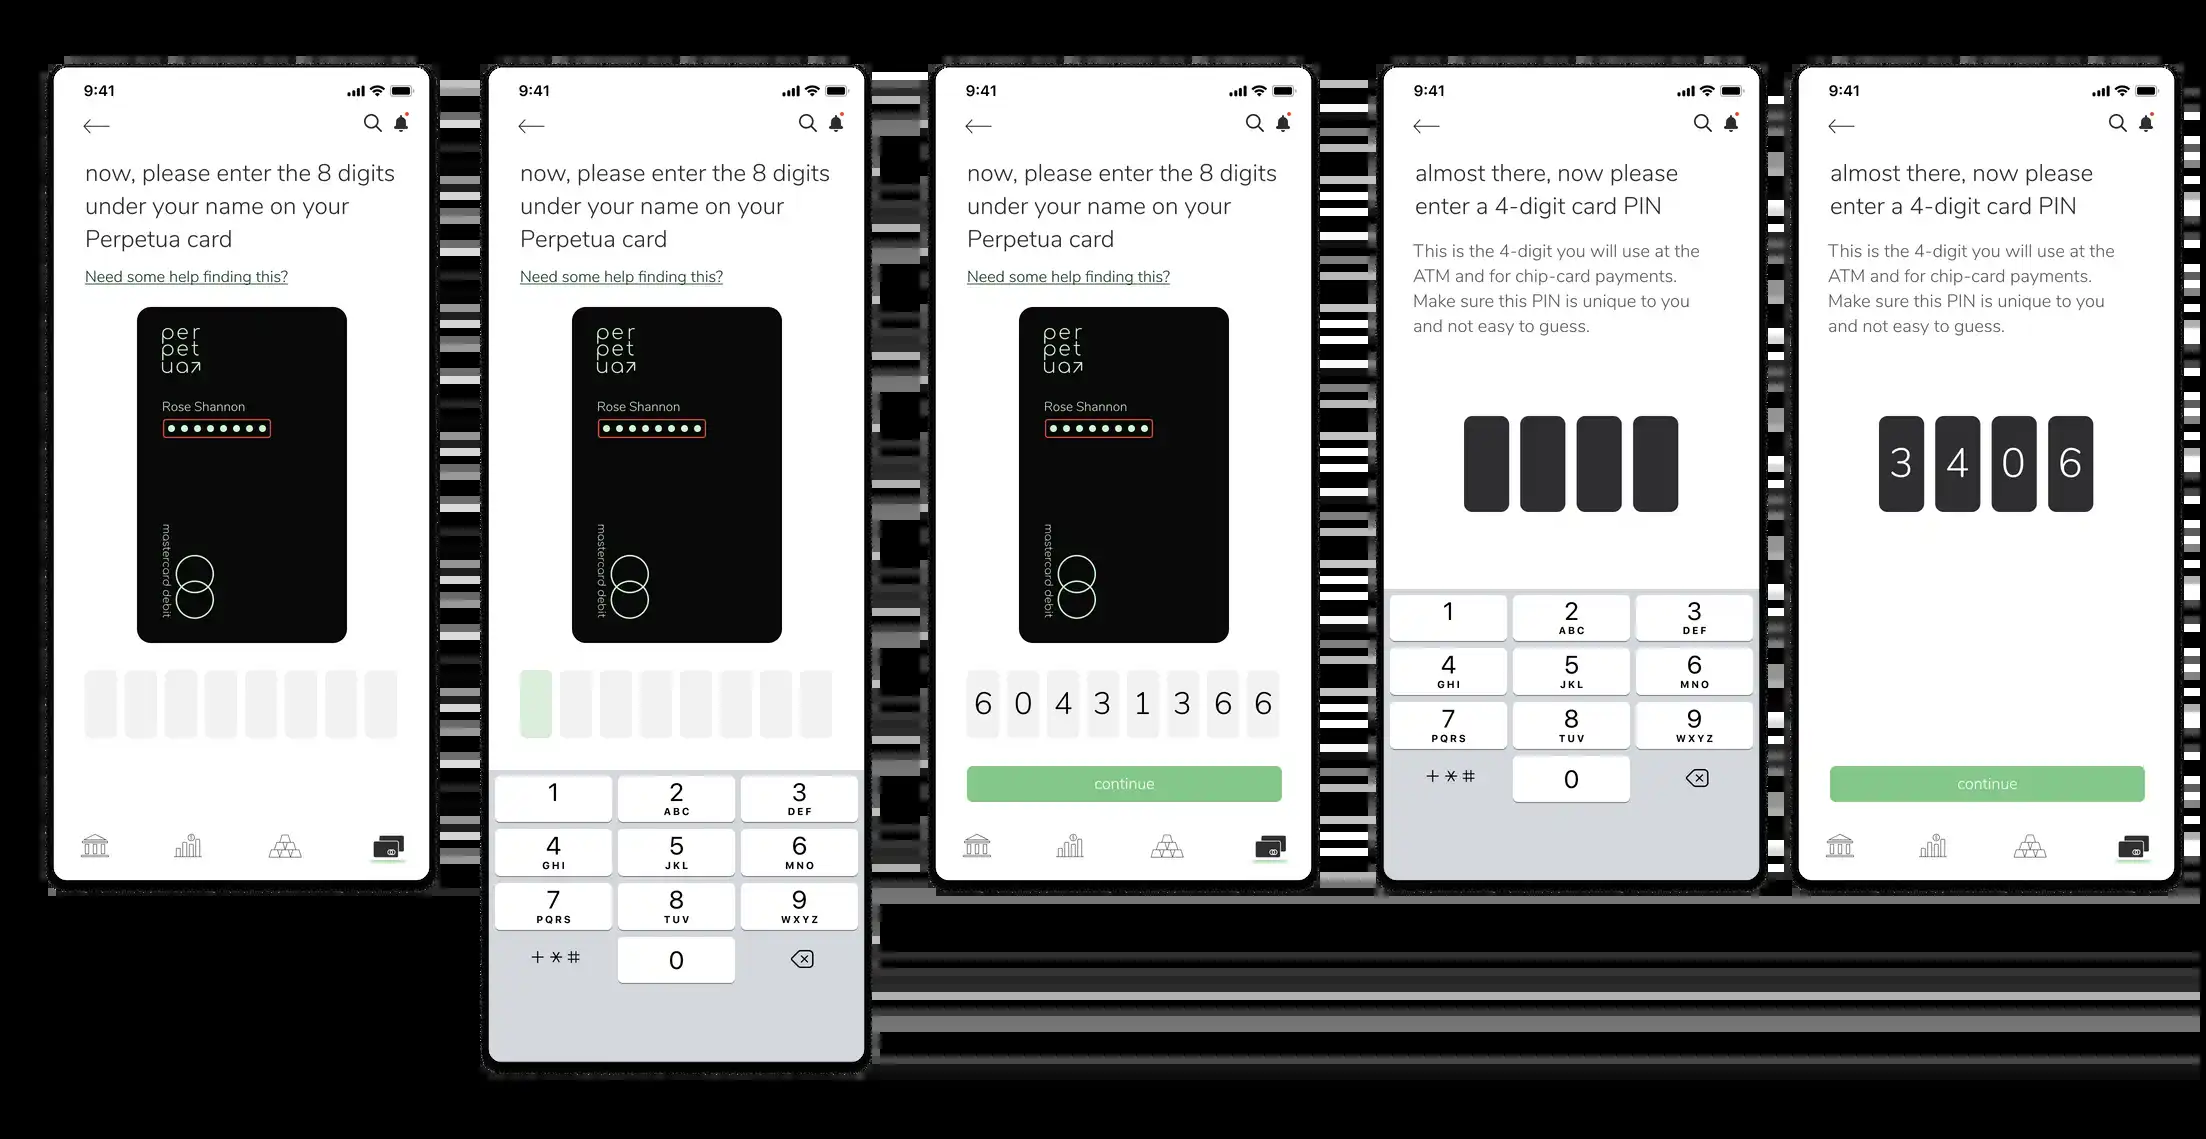 9:41
now, please enter the 8 digits
under your name on your
Perpetua card
Need some help finding this?
per
pet
ua
Rose Shannon
mastercard debit
9:41
now, please enter the 8 digits
under your name on your
Perpetua card
Need some help finding this?
per
pet
ua
Rose Shannon
mastercard debit
1 2 3
ABC DEF
4 5 6
GHI JKL MNO
7 8 9
PQRS TUV WXYZ
+*# 0
9:41
now, please enter the 8 digits
under your name on your
Perpetua card
Need some help finding this?
per
pet
ua
Rose Shannon
mastercard debit
6 0 4 3 1 3 6 6
continue
9:41
almost there, now please
enter a 4-digit card PIN
This is the 4-digit you will use at the
ATM and for chip-card payments.
Make sure this PIN is unique to you
and not easy to guess.
1 2 3
ABC DEF
4 5 6
GHI JKL MNO
7 8 9
PQRS TUV WXYZ
+*# 0
9:41
almost there, now please
enter a 4-digit card PIN
This is the 4-digit you will use at the
ATM and for chip-card payments.
Make sure this PIN is unique to you
and not easy to guess.
3 4 0 6
continue